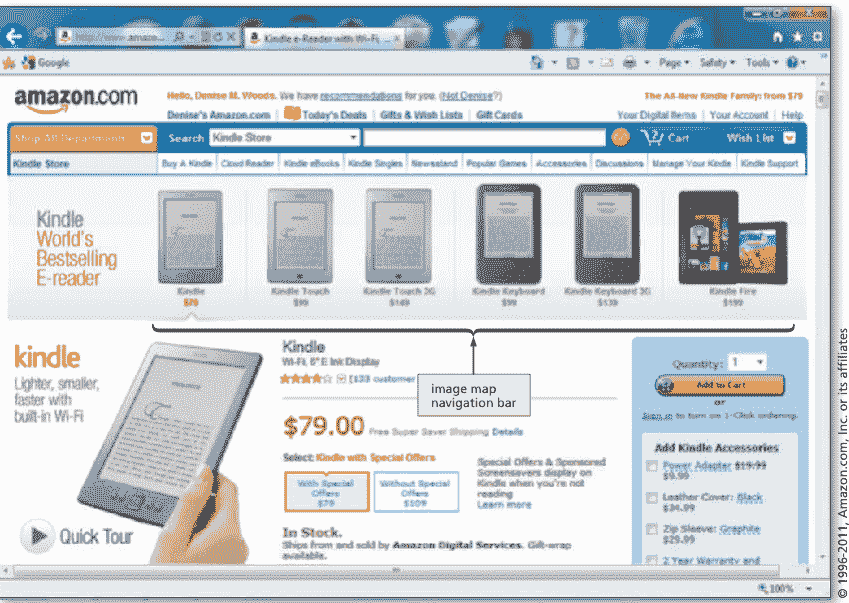 http://www.amazon...
Kindle e-Reader with Wi-Fi, ...
Google
Page
Safety
Tools
amazon.com
Hello, Denise M. Woods. We have recommendations for you. (Not Denise?)
The All-New Kindle Family: from $79
Denise's Amazon.com
Today's Deals
Gifts & Wish Lists
Gift Cards
Your Digital Items
Your Account
Help
Shop All Departments
Search
Kindle Store
Cart
Wish List
Kindle Store
Buy A Kindle
Cloud Reader
Kindle eBooks
Kindle Singles
Newsstand
Popular Games
Accessories
Discussions
Manage Your Kindle
Kindle Support
Kindle
World's
Bestselling
E-reader
Kindle
$79
Kindle Touch
$99
Kindle Touch 3G
$149
Kindle Keyboard
$99
Kindle Keyboard 3G
$139
Kindle Fire
$199
image map
navigation bar
kindle
Lighter, smaller,
faster with
built-in Wi-Fi
Quick Tour
Kindle
Wi-Fi, 6" E Ink Display
customer
$79.00
Free Super Saver Shipping Details
Select: Kindle with Special Offers
With Special
Offers
$79
Without Special
Offers
$109
Special Offers & Sponsored
Screensavers display on
Kindle when you're not
reading
Learn more
In Stock.
Ships from and sold by Amazon Digital Services. Gift-wrap
available.
Quantity: 1
Add to Cart
or
Sign in to turn on 1-Click ordering.
Add Kindle Accessories
Power Adapter $19.99
$9.99
Leather Cover: Black
$34.99
Zip Sleeve: Graphite
$29.99
2 Year Warranty and
100%
© 1996-2011, Amazon.com, Inc. or its affiliates